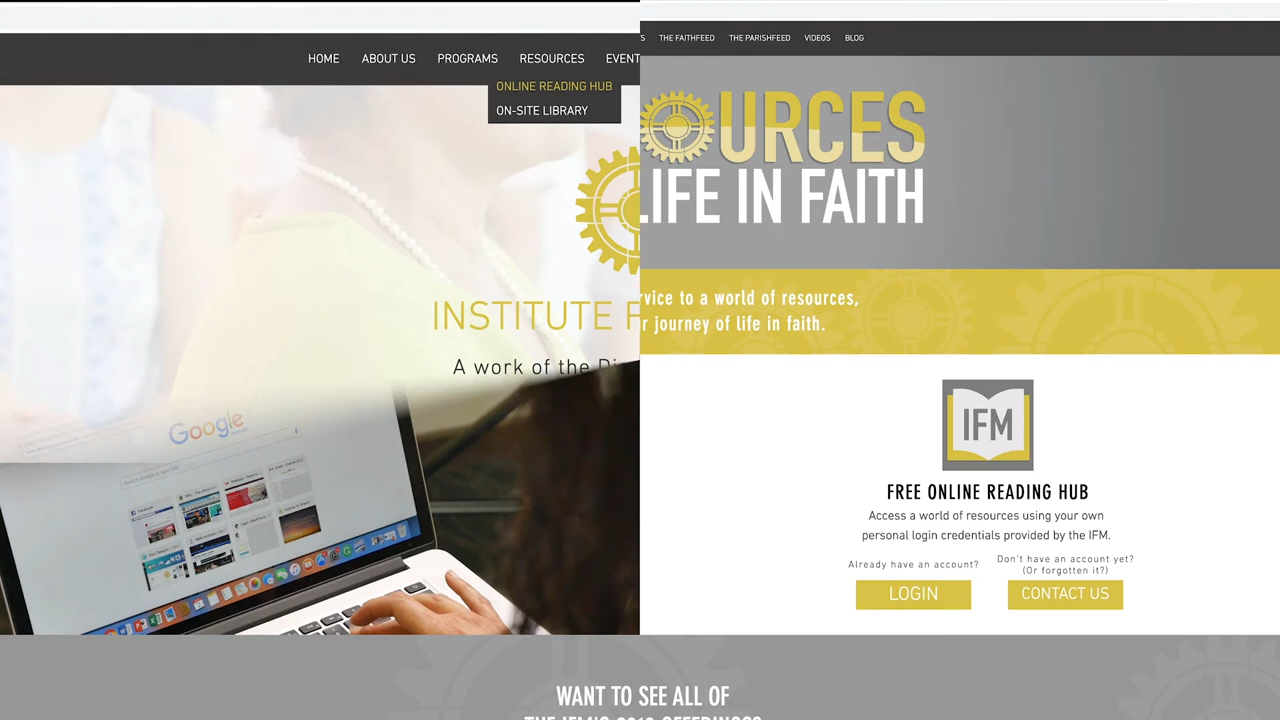 HOME ABOUT US PROGRAMS RESOURCES EVENT
ONLINE READING HUB
ON-SITE LIBRARY
INSTITUTE F
A work of the Di
Google
S THE FAITHFEED THE PARISHFEED VIDEOS BLOG
OURCES
LIFE IN FAITH
rvice to a world of resources,
r journey of life in faith.
IFM
FREE ONLINE READING HUB
Access a world of resources using your own
personal login credentials provided by the IFM.
Already have an account?
LOGIN
Don't have an account yet?
(Or forgotten it?)
CONTACT US
WANT TO SEE ALL OF